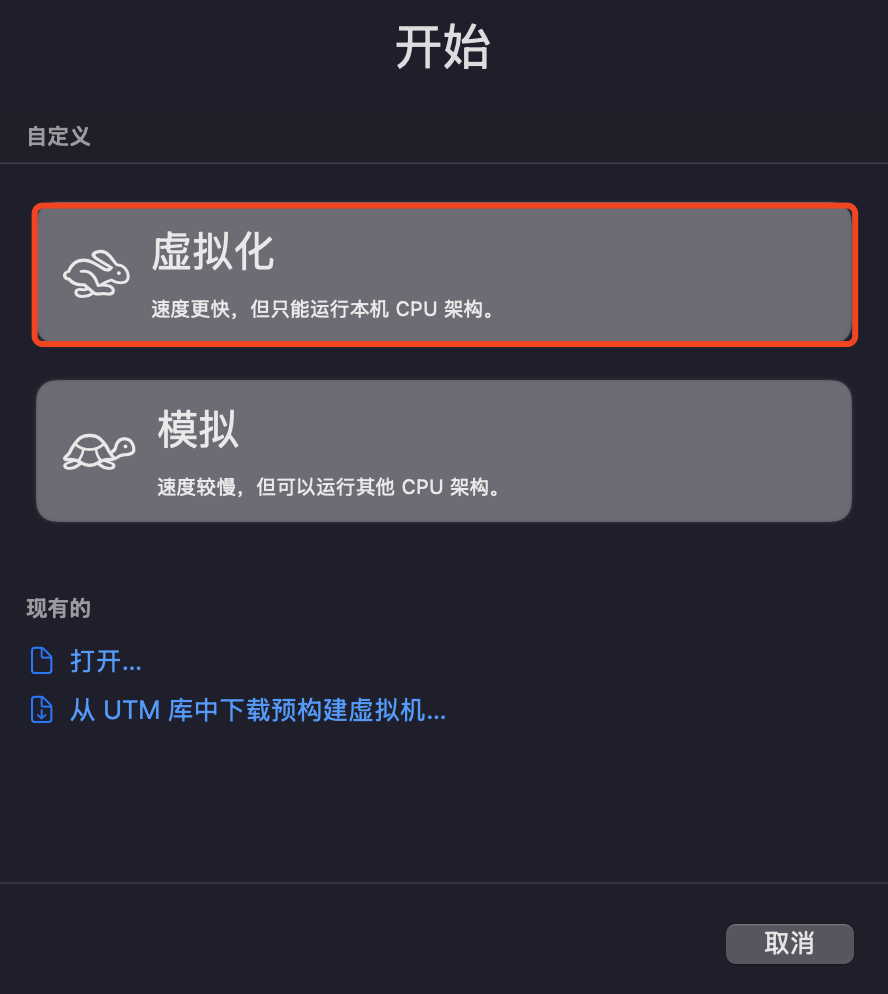 开始
自定义
虚拟化
速度更快，但只能运行本机 CPU 架构。
模拟
速度较慢，但可以运行其他 CPU 架构。
现有的
打开...
从 UTM 库中下载预构建虚拟机...
取消